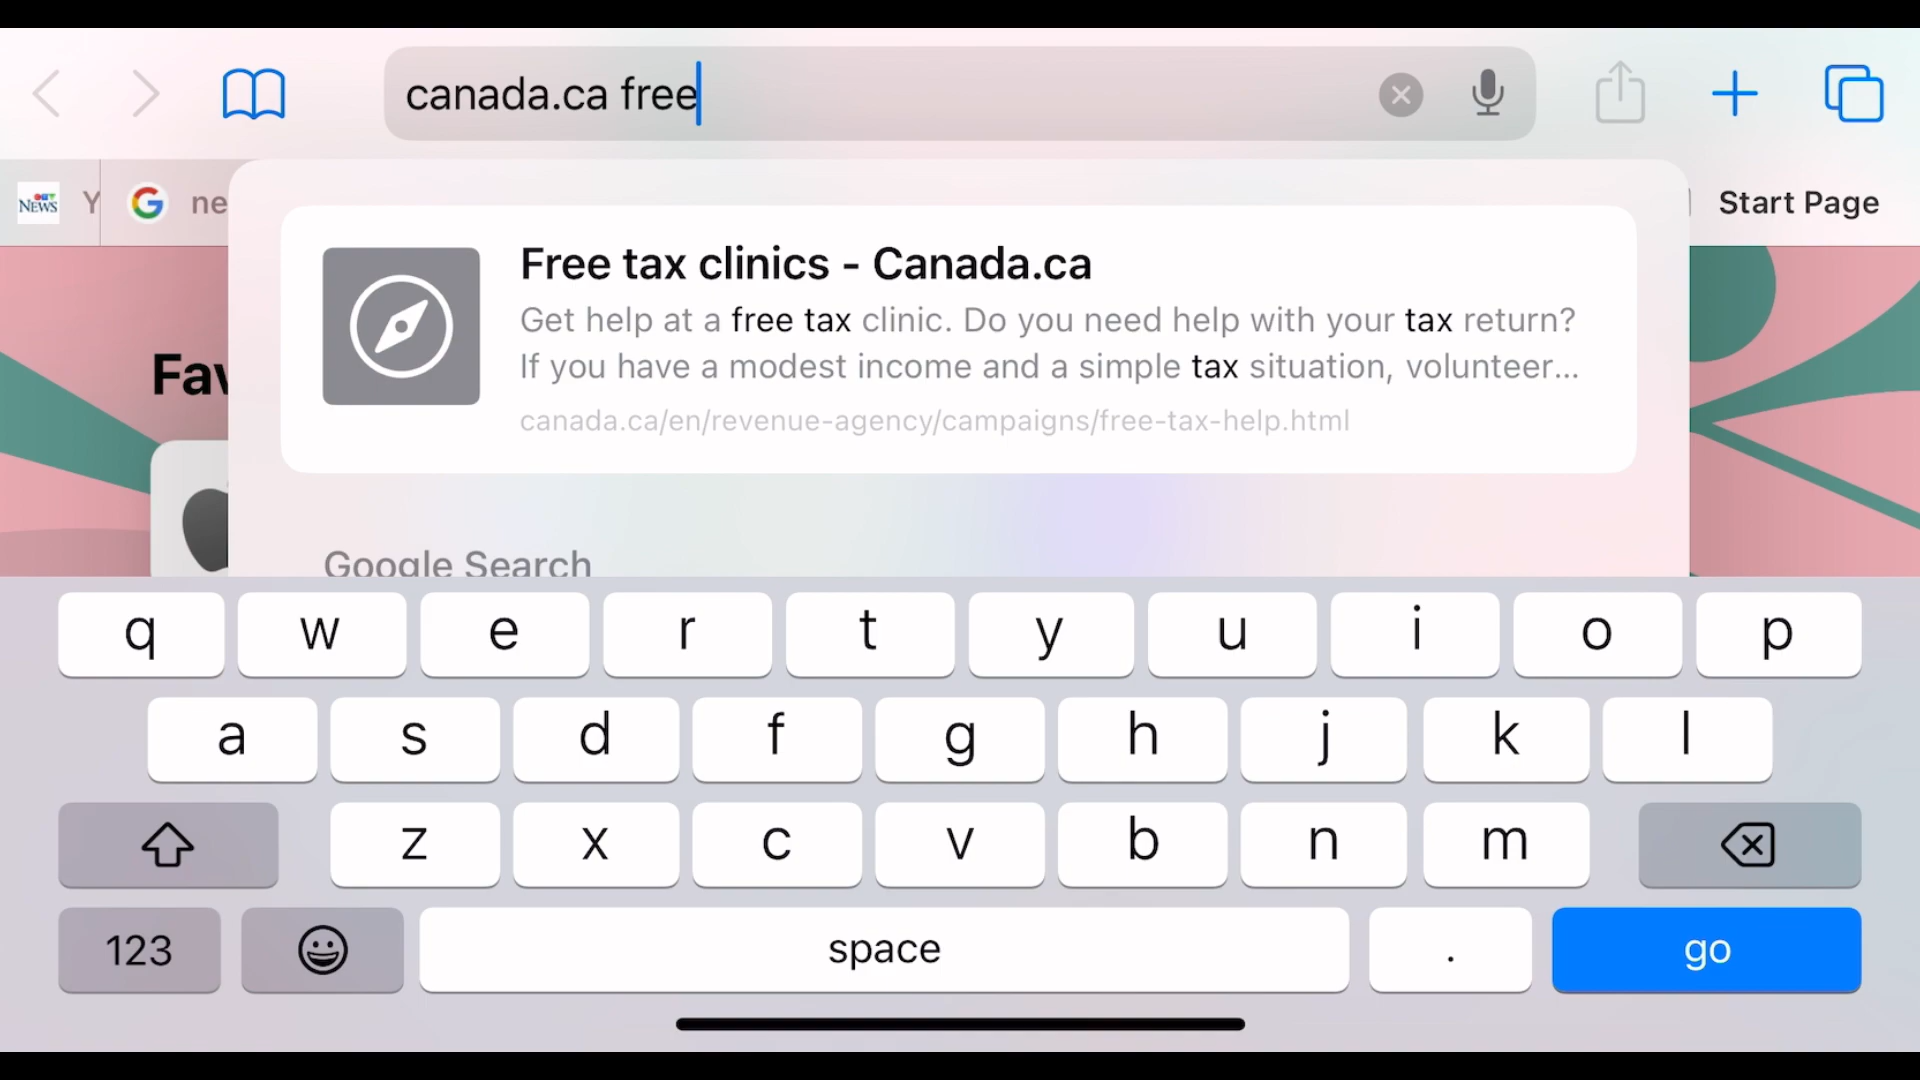 canada.ca free
NEWS
Y
G
ne
Start Page
Fav
Free tax clinics - Canada.ca
Get help at a free tax clinic. Do you need help with your tax return?
If you have a modest income and a simple tax situation, volunteer...
canada.ca/en/revenue-agency/campaigns/free-tax-help.html
Google Search
q w e r t y u i o p
a s d f g h j k l
z x c v b n m
123 space . go